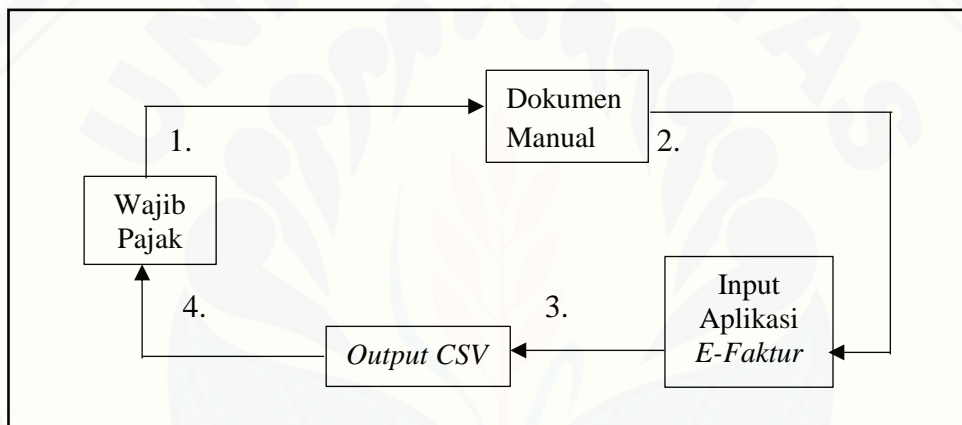 Dokumen
Manual
1.
2.
Wajib
Pajak
Input
Aplikasi
E-Faktur
3.
4.
Output CSV